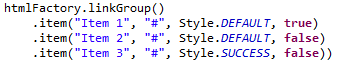 htmlFactory.linkGroup()
    .item("Item 1", "#", Style.DEFAULT, true)
    .item("Item 2", "#", Style.DEFAULT, false)
    .item("Item 3", "#", Style.SUCCESS, false))